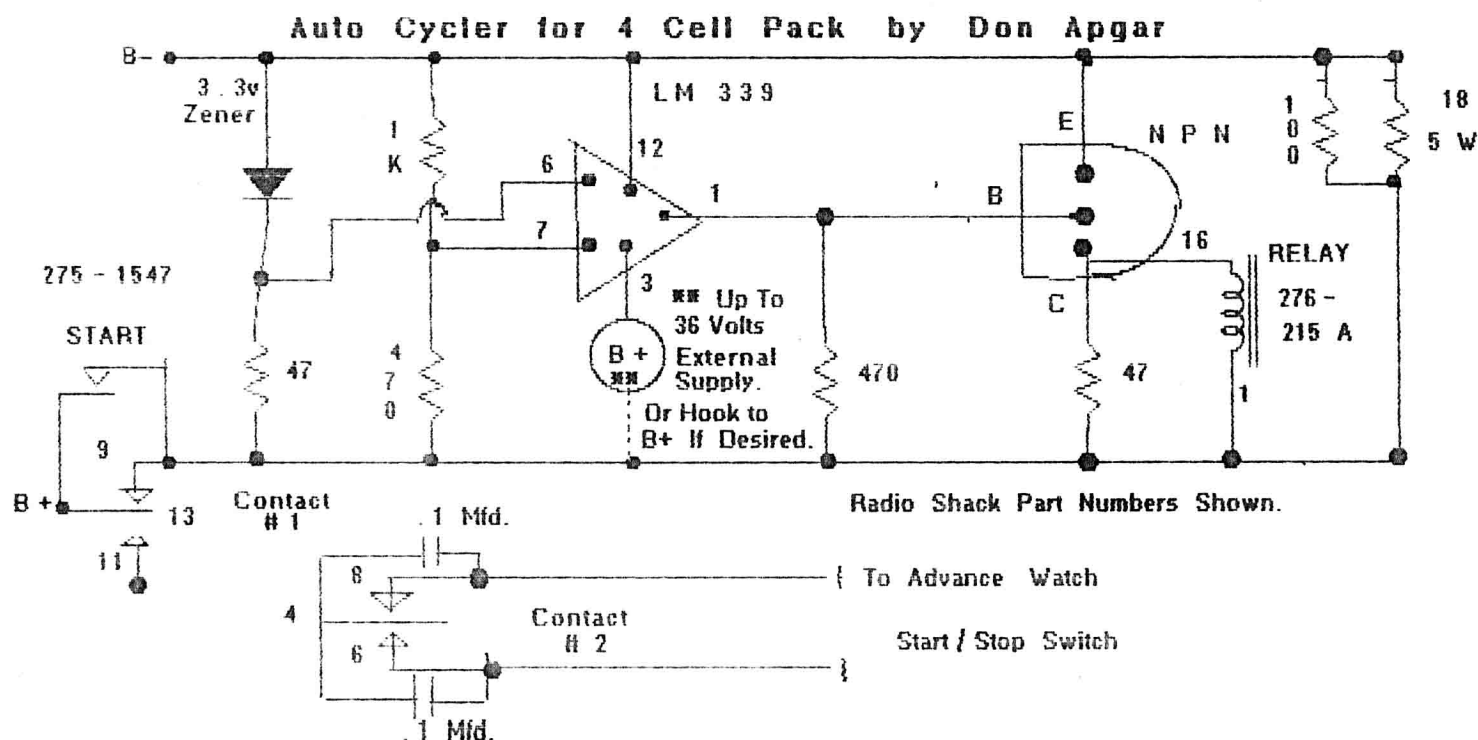 Auto Cycler for 4 Cell Pack by Don Apgar
B-
3.3v
Zener
1
K
LM 339
6
12
1
7
3
E
N P N
B
16
C
1
0
0
18
5 W
275 - 1547
START
47
4
7
0
B +
**
** Up To
36 Volts
External
Supply.
Or Hook to
B+ If Desired.
470
47
RELAY
276 -
215 A
1
9
B +
13
11
Contact
# 1
Radio Shack Part Numbers Shown.
.1 Mfd.
8
4
6
Contact
# 2
{ To Advance Watch
Start / Stop Switch
{
.1 Mfd.